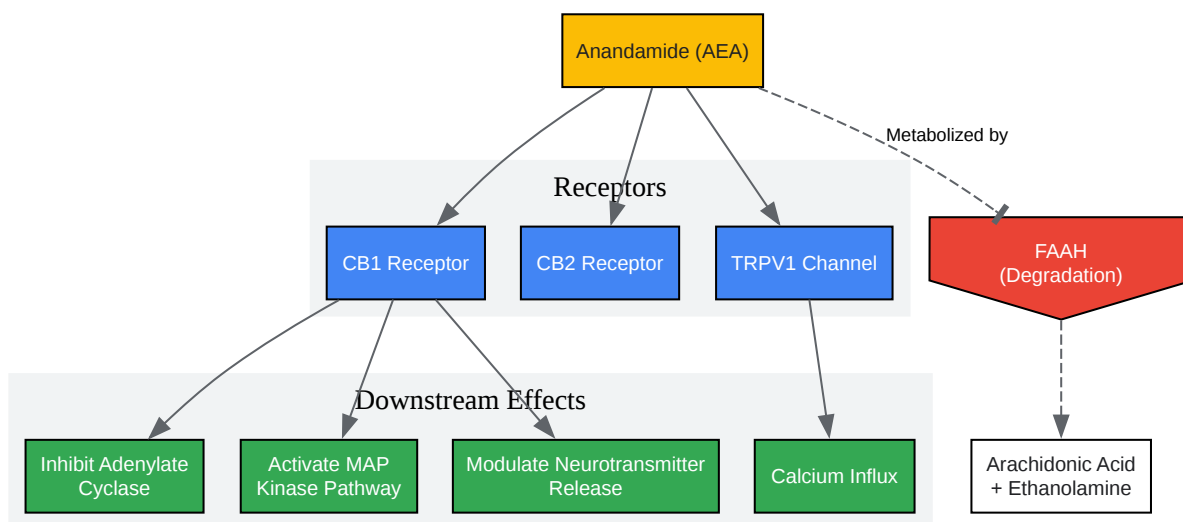 Anandamide (AEA)
Metabolized by
Receptors
CB1 Receptor
CB2 Receptor
TRPV1 Channel
FAAH
(Degradation)
Downstream Effects
Inhibit Adenylate
Cyclase
Activate MAP
Kinase Pathway
Modulate Neurotransmitter
Release
Calcium Influx
Arachidonic Acid
+ Ethanolamine